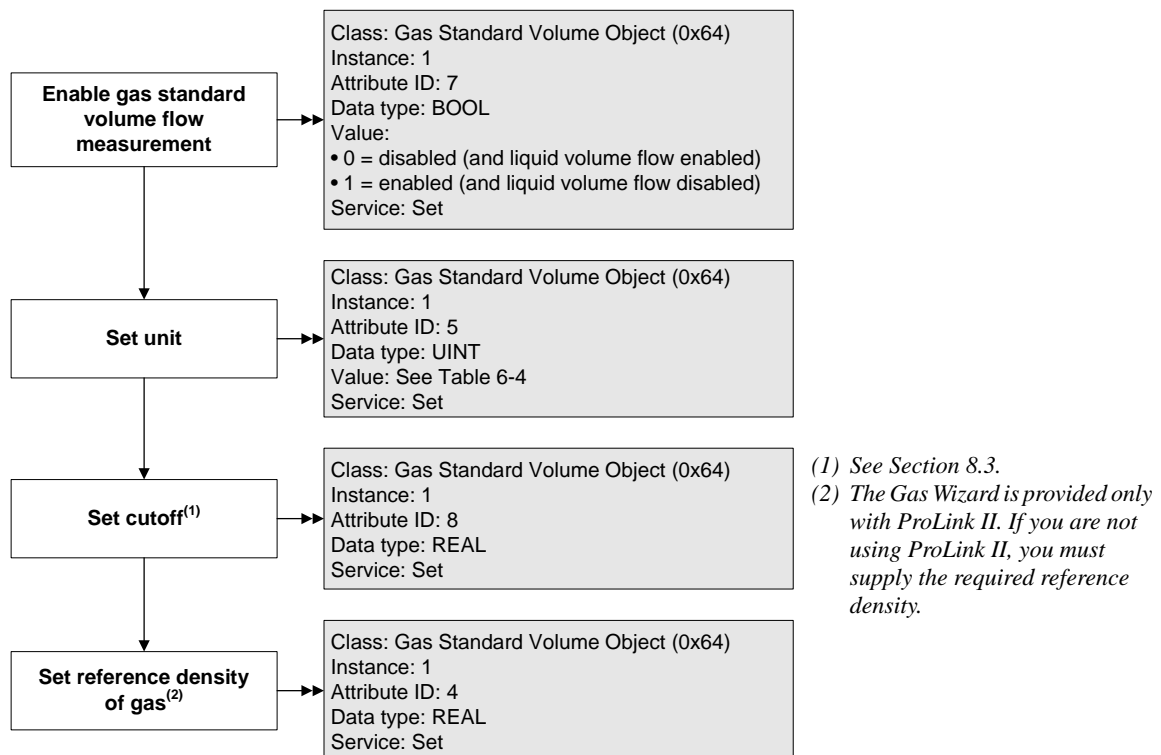 Enable gas standard
volume flow
measurement
Class: Gas Standard Volume Object (0x64)
Instance: 1
Attribute ID: 7
Data type: BOOL
Value:
• 0 = disabled (and liquid volume flow enabled)
• 1 = enabled (and liquid volume flow disabled)
Service: Set
Set unit
Class: Gas Standard Volume Object (0x64)
Instance: 1
Attribute ID: 5
Data type: UINT
Value: See Table 6-4
Service: Set
Set cutoff(1)
Class: Gas Standard Volume Object (0x64)
Instance: 1
Attribute ID: 8
Data type: REAL
Service: Set
Set reference density
of gas(2)
Class: Gas Standard Volume Object (0x64)
Instance: 1
Attribute ID: 4
Data type: REAL
Service: Set
(1) See Section 8.3.
(2) The Gas Wizard is provided only
with ProLink II. If you are not
using ProLink II, you must
supply the required reference
density.